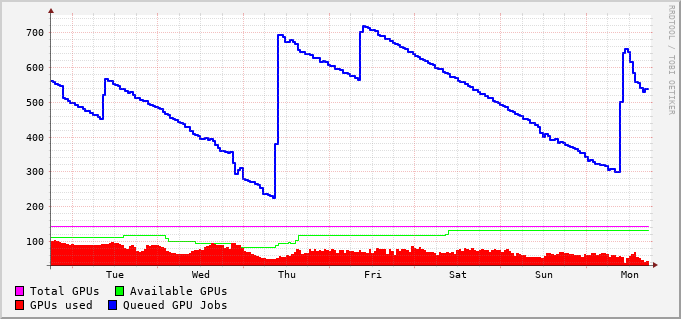 700
600
500
400
300
200
100
Tue Wed Thu Fri Sat Sun Mon
Total GPUs Available GPUs
GPUs used Queued GPU Jobs
RRDTOOL / TOBI OETIKER